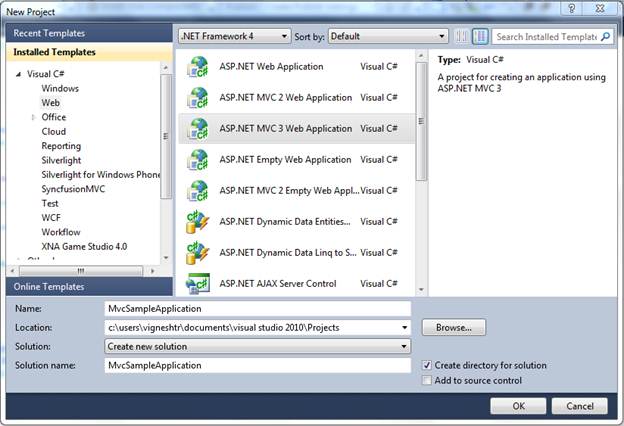 New Project
Recent Templates
Installed Templates
Visual C#
Windows
Web
Office
Cloud
Reporting
Silverlight
Silverlight for Windows Phone
SyncfusionMVC
Test
WCF
Workflow
XNA Game Studio 4.0
Online Templates
.NET Framework 4
Sort by: Default
Search Installed Template
ASP.NET Web Application Visual C#
ASP.NET MVC 2 Web Application Visual C#
ASP.NET MVC 3 Web Application Visual C#
ASP.NET Empty Web Application Visual C#
ASP.NET MVC 2 Empty Web Appl... Visual C#
ASP.NET Dynamic Data Entities... Visual C#
ASP.NET Dynamic Data Linq to S... Visual C#
ASP.NET AJAX Server Control Visual C#
Type: Visual C#
A project for creating an application using
ASP.NET MVC 3
Name: MvcSampleApplication
Location: c:\users\vigneshtr\documents\visual studio 2010\Projects
Browse...
Solution: Create new solution
Solution name: MvcSampleApplication
Create directory for solution
Add to source control
OK
Cancel